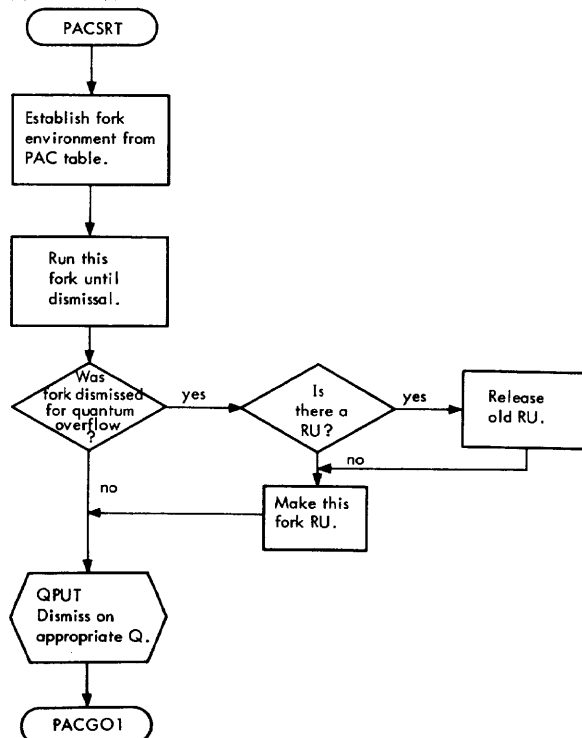 PACSRT
Establish fork
environment from
PAC table.
Run this
fork until
dismissal.
Was
fork dismissed
for quantum
overflow
?
yes
Is
there a
RU?
yes
Release
old RU.
no
no
Make this
fork RU.
QPUT
Dismiss on
appropriate Q.
PACGO1